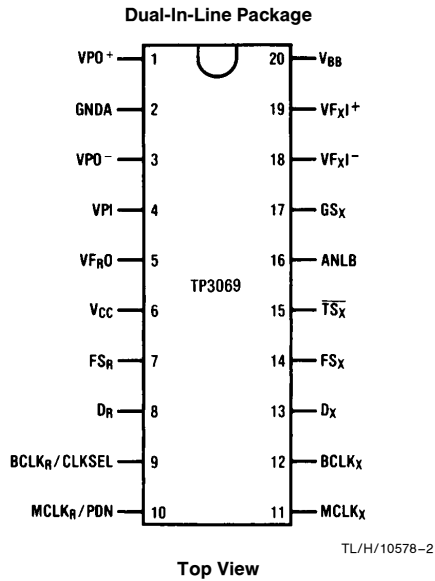 Dual-In-Line Package
VPO+ 1 20 VBB
GNDA 2 19 VFXI+
VPO− 3 18 VFXI−
VPI 4 17 GSX
VFRO 5 16 ANLB
TP3069
VCC 6 15 TSX
FSR 7 14 FSX
DR 8 13 DX
BCLKR/CLKSEL 9 12 BCLKX
MCLKR/PDN 10 11 MCLKX
TL/H/10578–2
Top View